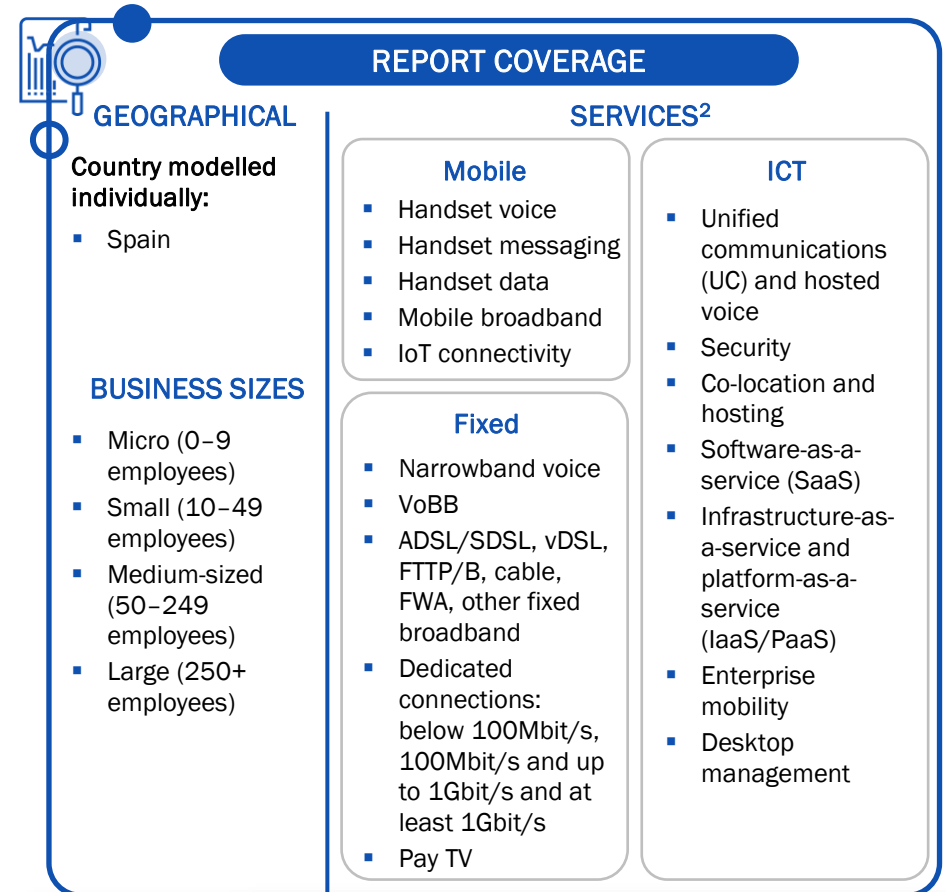 REPORT COVERAGE
GEOGRAPHICAL
Country modelled
individually:
▪ Spain
BUSINESS SIZES
▪ Micro (0–9
employees)
▪ Small (10–49
employees)
▪ Medium-sized
(50–249
employees)
▪ Large (250+
employees)
SERVICES²
Mobile
▪ Handset voice
▪ Handset messaging
▪ Handset data
▪ Mobile broadband
▪ IoT connectivity
Fixed
▪ Narrowband voice
▪ VoBB
▪ ADSL/SDSL, vDSL,
FTTP/B, cable,
FWA, other fixed
broadband
▪ Dedicated
connections:
below 100Mbit/s,
100Mbit/s and up
to 1Gbit/s and at
least 1Gbit/s
▪ Pay TV
ICT
▪ Unified
communications
(UC) and hosted
voice
▪ Security
▪ Co-location and
hosting
▪ Software-as-a-
service (SaaS)
▪ Infrastructure-as-
a-service and
platform-as-a-
service
(IaaS/PaaS)
▪ Enterprise
mobility
▪ Desktop
management